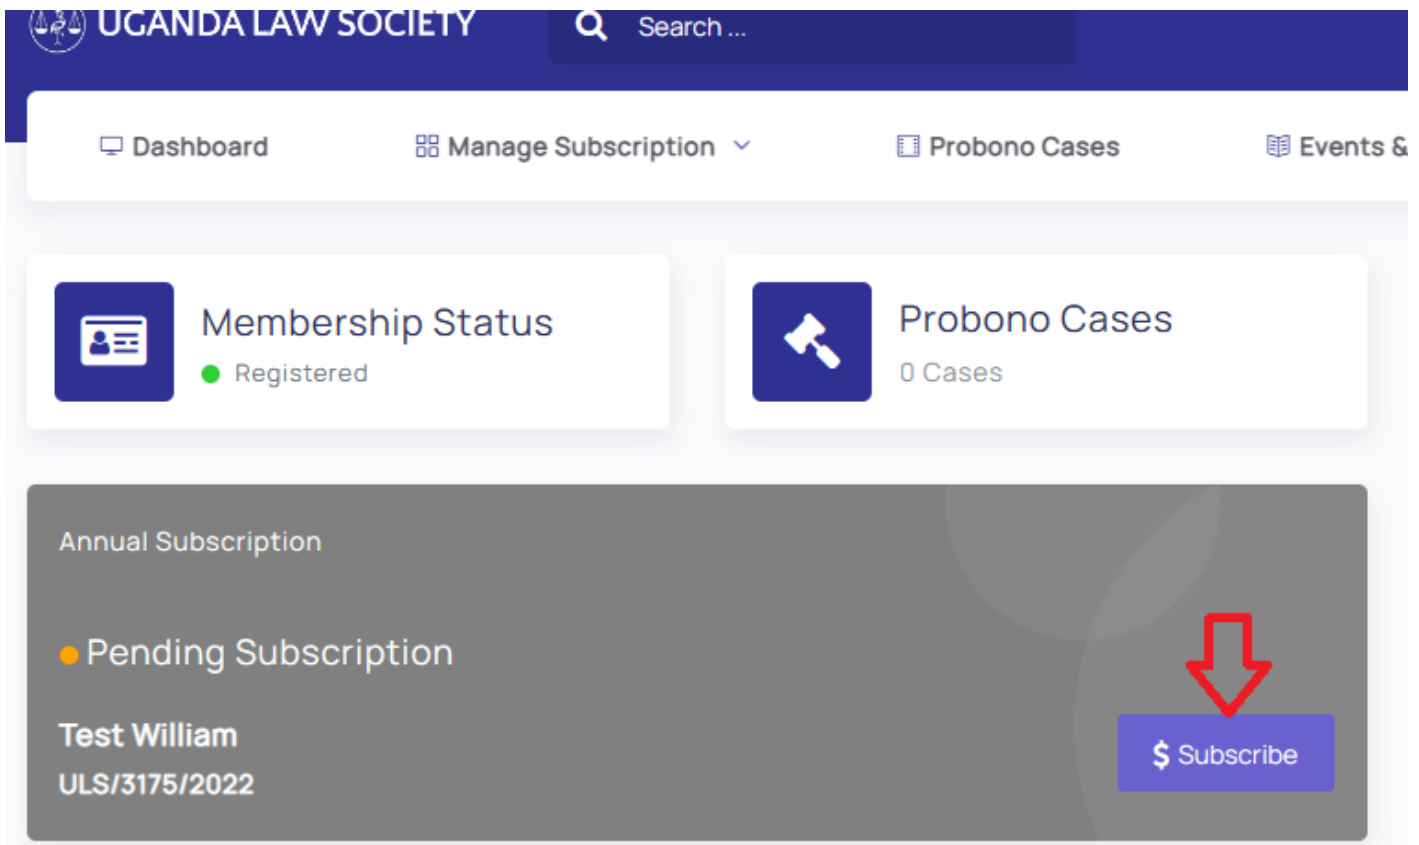 UGANDA LAW SOCIETY
Search ...
Dashboard
Manage Subscription
Probono Cases
Events &
Membership Status
Registered
Probono Cases
0 Cases
Annual Subscription
Pending Subscription
Test William
ULS/3175/2022
$ Subscribe